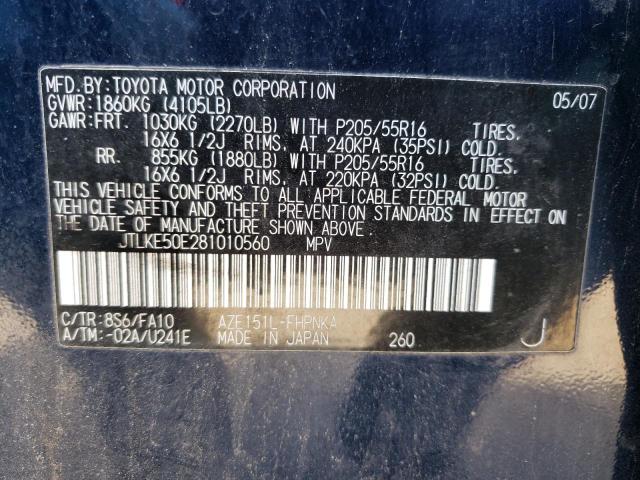 MFD.BY:TOYOTA MOTOR CORPORATION 05/07
GVWR:1860KG (4105LB)
GAWR:FRT. 1030KG (2270LB) WITH P205/55R16 TIRES.
16X6 1/2J RIMS. AT 240KPA (35PSI) COLD.
RR. 855KG (1880LB) WITH P205/55R16 TIRES.
16X6 1/2J RIMS. AT 220KPA (32PSI) COLD.
THIS VEHICLE CONFORMS TO ALL APPLICABLE FEDERAL MOTOR
VEHICLE SAFETY AND THEFT PREVENTION STANDARDS IN EFFECT ON
THE DATE OF MANUFACTURE SHOWN ABOVE.
JTLKE50E281010560 MPV
C/TR:8S6/FA10 AZE151L-FHPNKA
A/TM:-02A/U241E MADE IN JAPAN 260 J